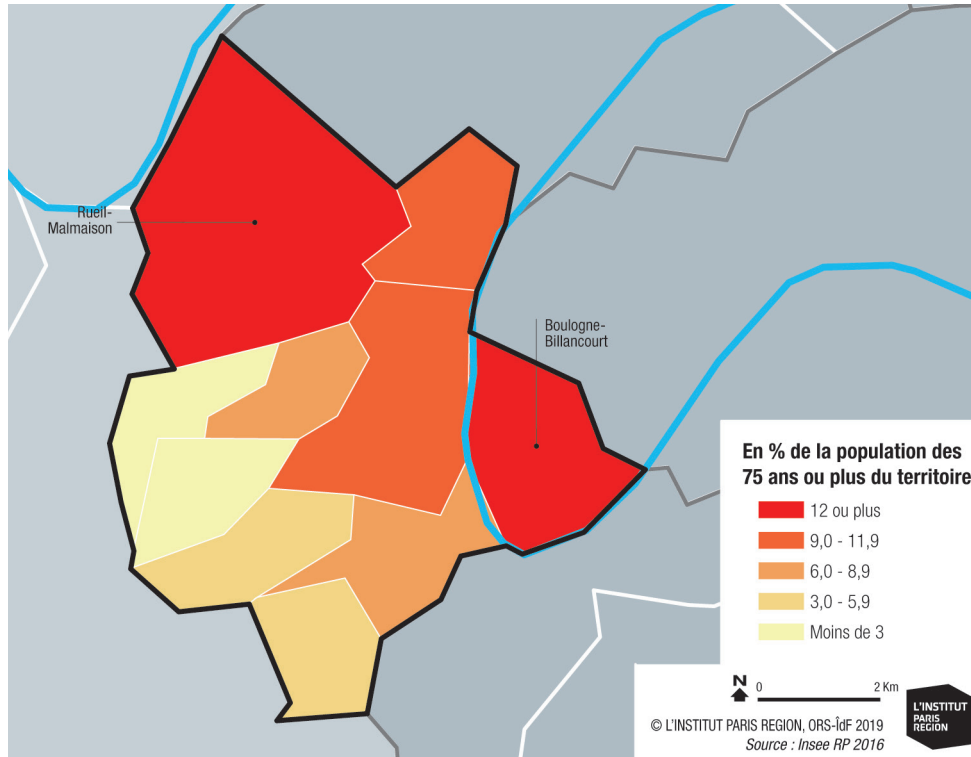 Rueil-
Malmaison
Boulogne-
Billancourt
En % de la population des
75 ans ou plus du territoire
12 ou plus
9,0 - 11,9
6,0 - 8,9
3,0 - 5,9
Moins de 3
N
0 2 Km
© L'INSTITUT PARIS REGION, ORS-ÎdF 2019
Source : Insee RP 2016
L'INSTITUT
PARIS
REGION